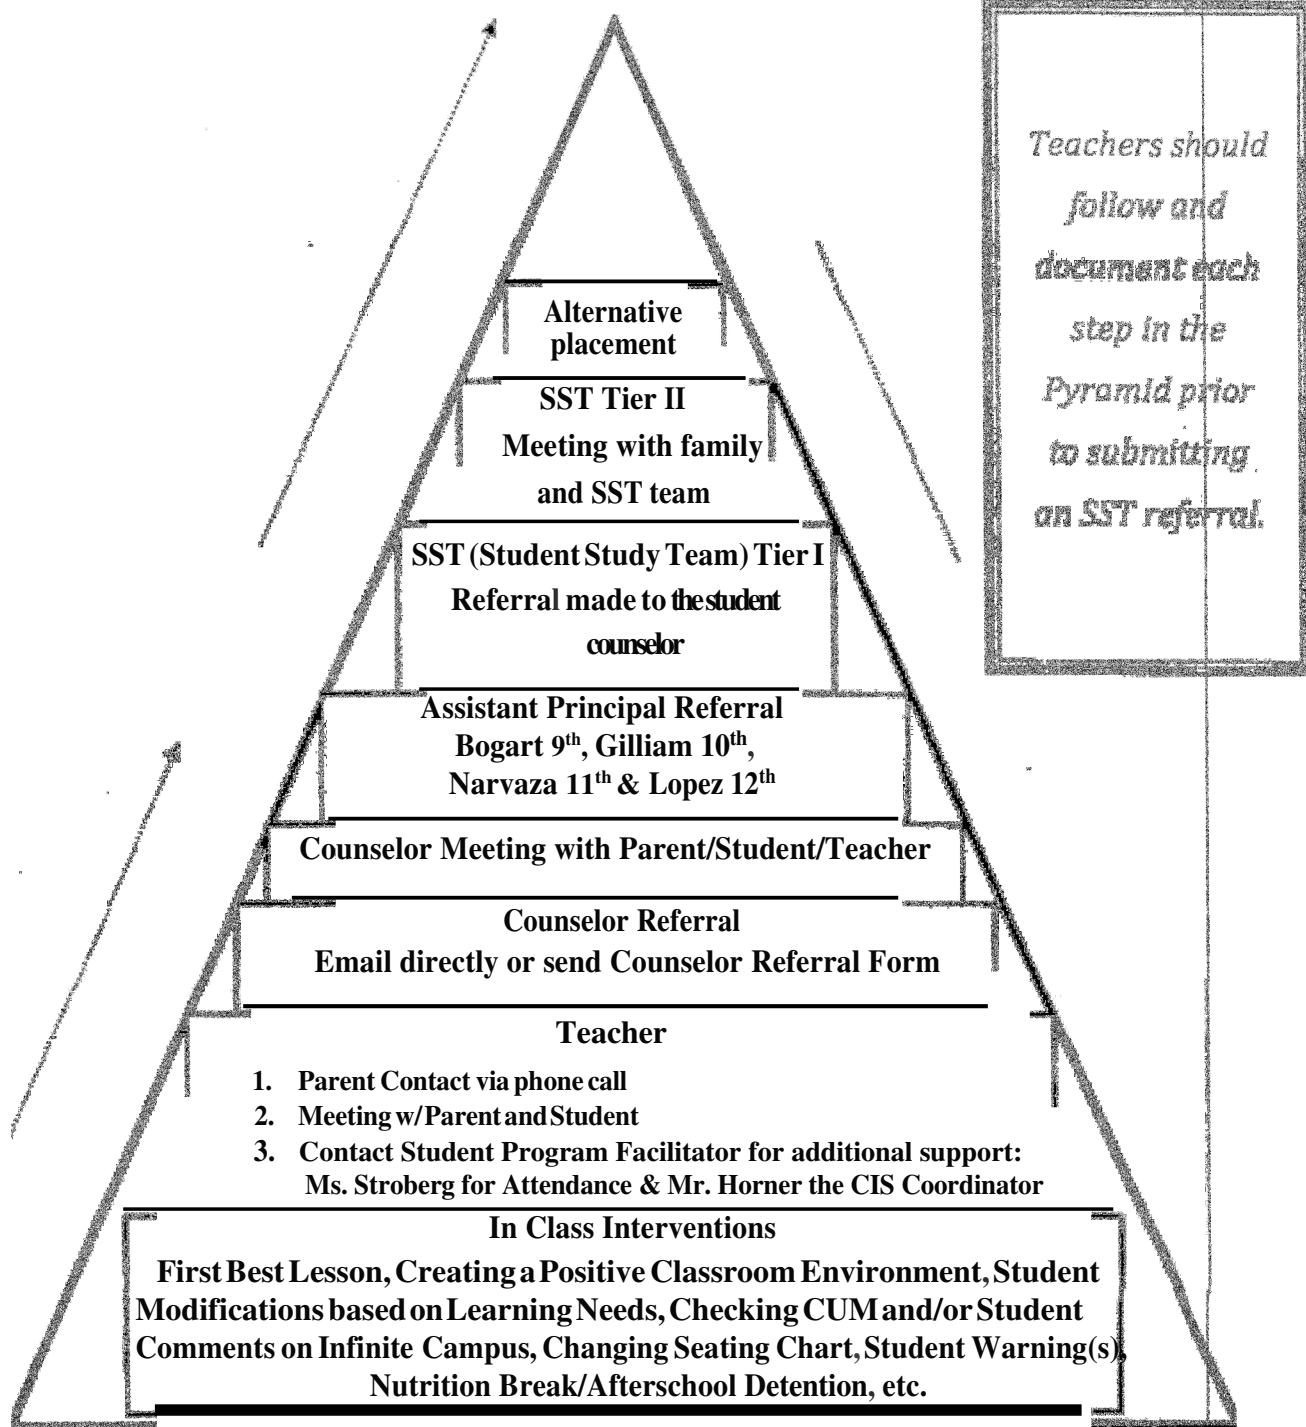 Teachers should
follow and
document each
step in the
Pyramid prior
to submitting
an SST referral.
Alternative
placement
SST Tier II
Meeting with family
and SST team
SST (Student Study Team) Tier I
Referral made to the student
counselor
Assistant Principal Referral
Bogart 9th, Gilliam 10th,
Narvaza 11th & Lopez 12th
Counselor Meeting with Parent/Student/Teacher
Counselor Referral
Email directly or send Counselor Referral Form
Teacher
1. Parent Contact via phone call
2. Meeting w/ Parent and Student
3. Contact Student Program Facilitator for additional support:
Ms. Stroberg for Attendance & Mr. Horner the CIS Coordinator
In Class Interventions
First Best Lesson, Creating a Positive Classroom Environment, Student
Modifications based on Learning Needs, Checking CUM and/or Student
Comments on Infinite Campus, Changing Seating Chart, Student Warning(s),
Nutrition Break/Afterschool Detention, etc.